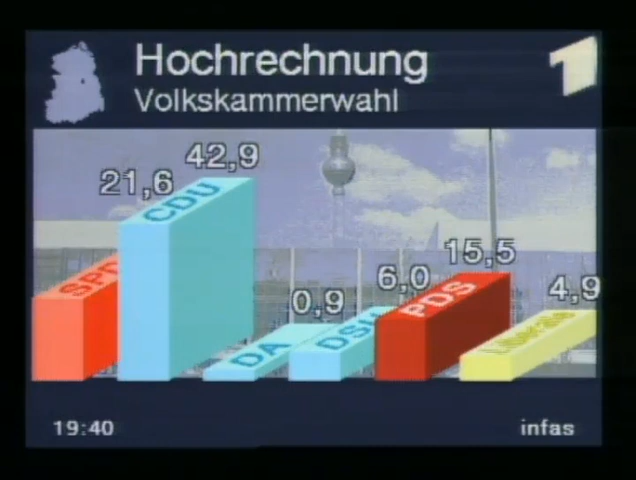 Hochrechnung
Volkskammerwahl
1
42,9
21,6
15,5
6,0
4,9
0,9
SPD
CDU
DA
DSU
PDS
Liberale
19:40
infas